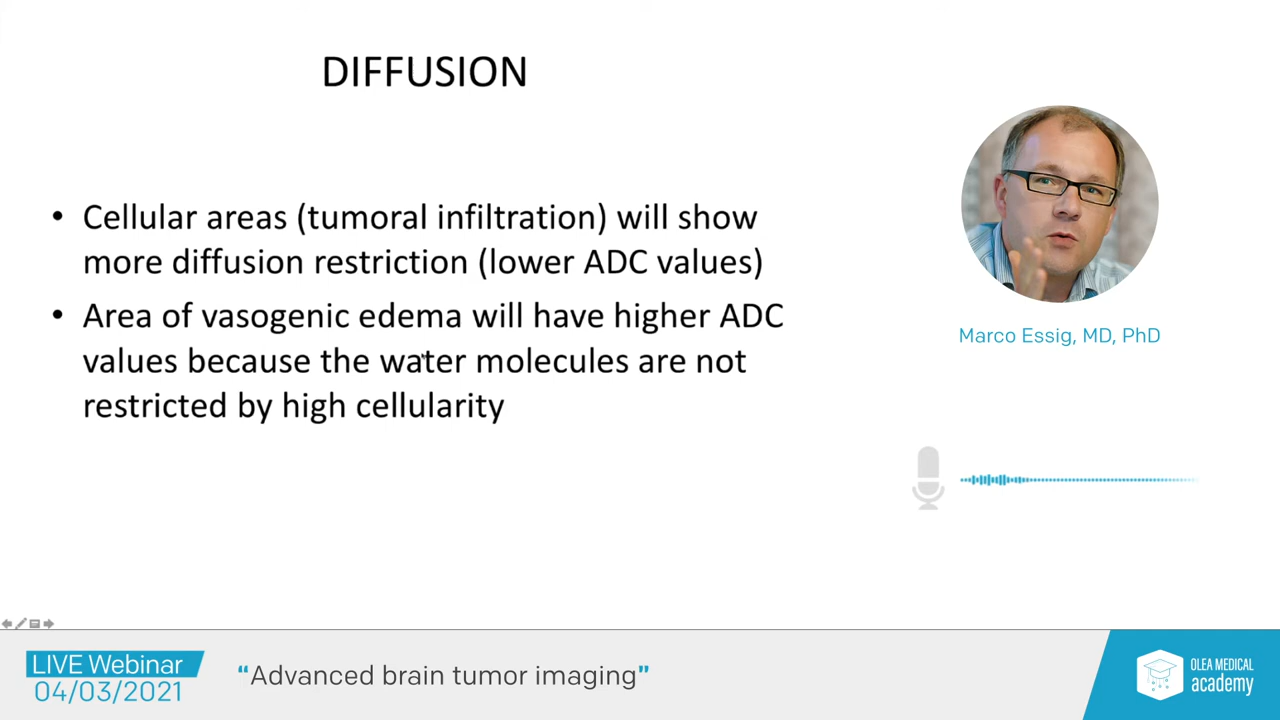 DIFFUSION
• Cellular areas (tumoral infiltration) will show
more diffusion restriction (lower ADC values)
• Area of vasogenic edema will have higher ADC
values because the water molecules are not
restricted by high cellularity
Marco Essig, MD, PhD
LIVE Webinar
04/03/2021
“Advanced brain tumor imaging”
OLEA MEDICAL
academy